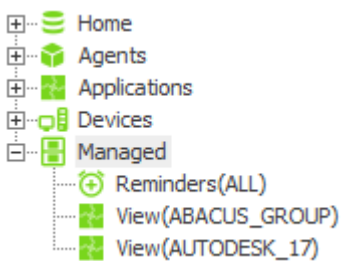 Home
Agents
Applications
Devices
Managed
Reminders(ALL)
View(ABACUS_GROUP)
View(AUTODESK_17)